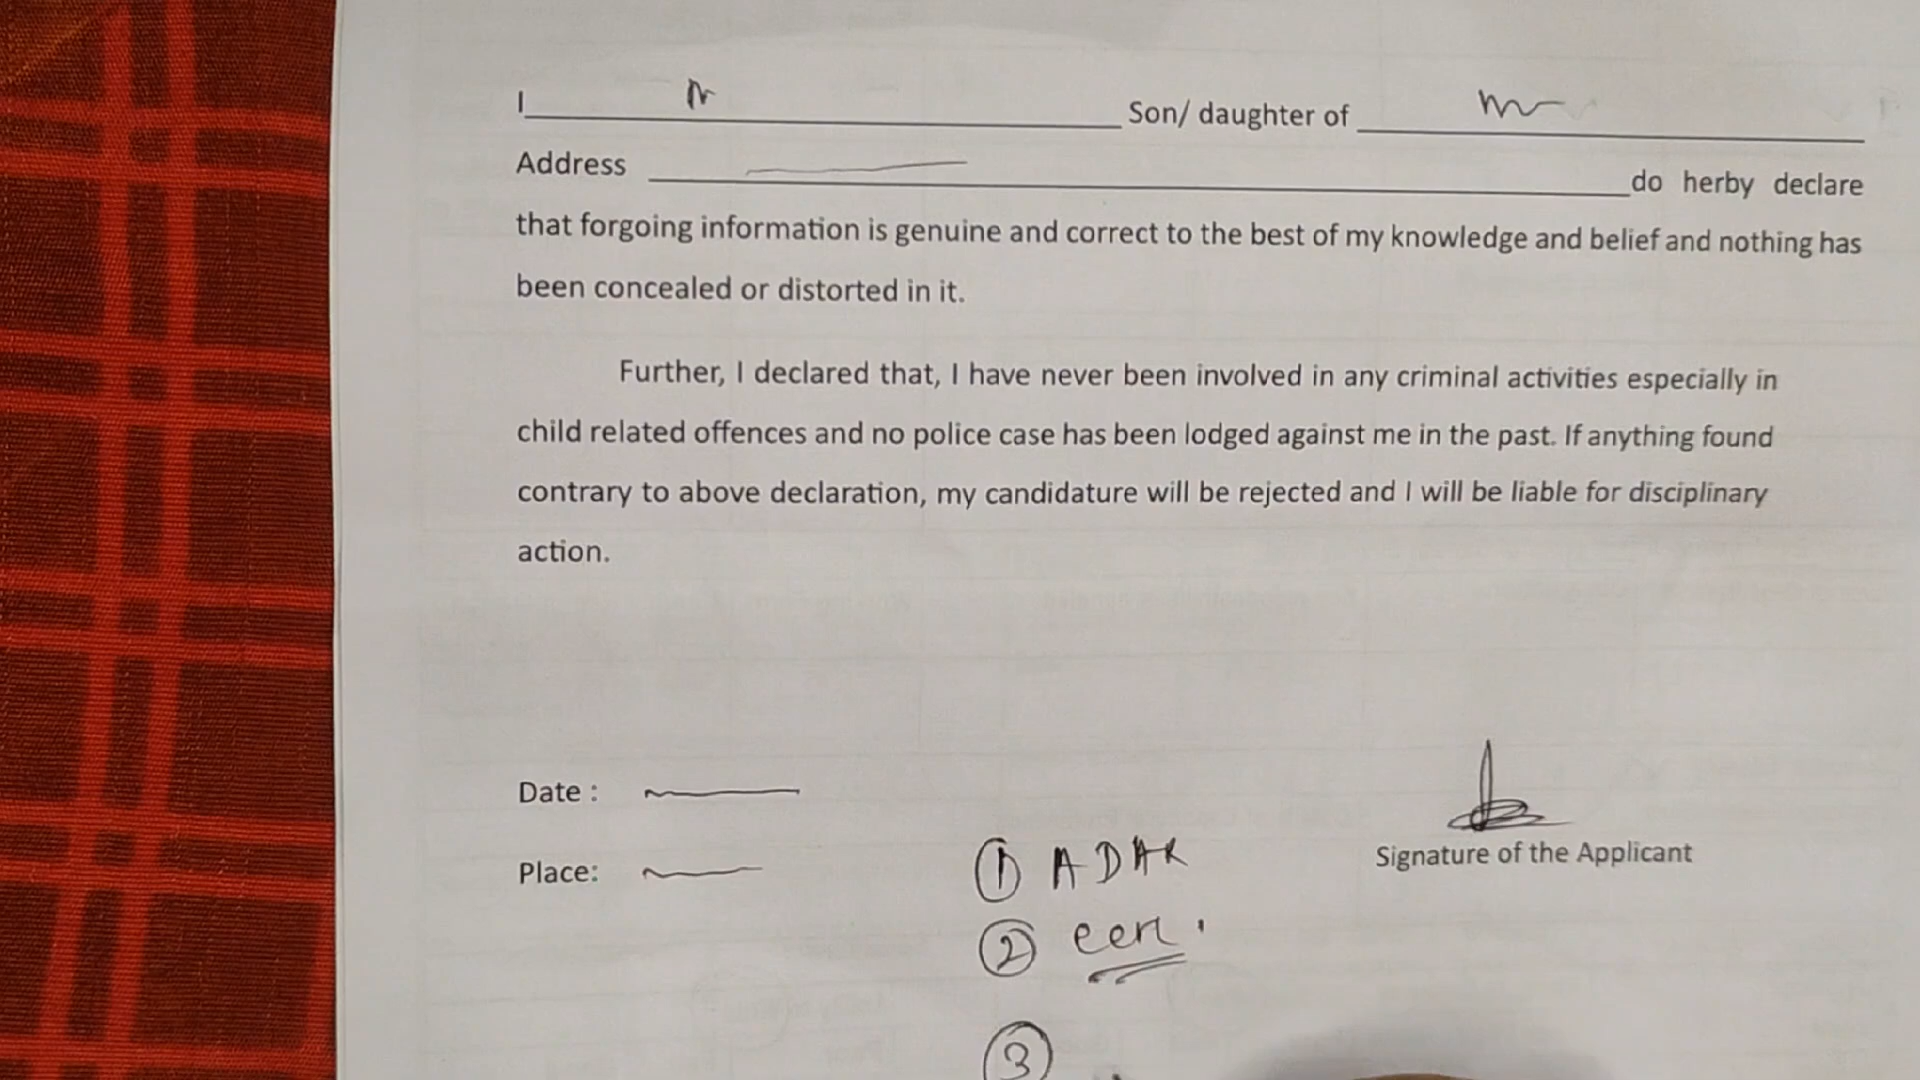 I Son/ daughter of
Address do herby declare
that forgoing information is genuine and correct to the best of my knowledge and belief and nothing has
been concealed or distorted in it.
Further, I declared that, I have never been involved in any criminal activities especially in
child related offences and no police case has been lodged against me in the past. If anything found
contrary to above declaration, my candidature will be rejected and I will be liable for disciplinary
action.
Date :
Place:
Signature of the Applicant
① ADAR
②
③